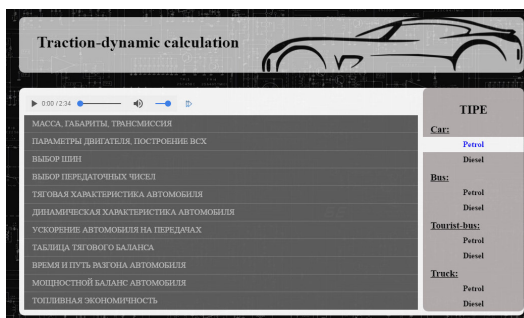 Traction-dynamic calculation
0:00 / 2:34
МАССА, ГАБАРИТЫ, ТРАНСМИССИЯ
ПАРАМЕТРЫ ДВИГАТЕЛЯ, ПОСТРОЕНИЕ ВСХ
ВЫБОР ШИН
ВЫБОР ПЕРЕДАТОЧНЫХ ЧИСЕЛ
ТЯГОВАЯ ХАРАКТЕРИСТИКА АВТОМОБИЛЯ
ДИНАМИЧЕСКАЯ ХАРАКТЕРИСТИКА АВТОМОБИЛЯ
УСКОРЕНИЕ АВТОМОБИЛЯ НА ПЕРЕДАЧАХ
ТАБЛИЦА ТЯГОВОГО БАЛАНСА
ВРЕМЯ И ПУТЬ РАЗГОНА АВТОМОБИЛЯ
МОЩНОСТНОЙ БАЛАНС АВТОМОБИЛЯ
ТОПЛИВНАЯ ЭКОНОМИЧНОСТЬ
TIPE
Car:
Petrol
Diesel
Bus:
Petrol
Diesel
Tourist-bus:
Petrol
Diesel
Truck:
Petrol
Diesel